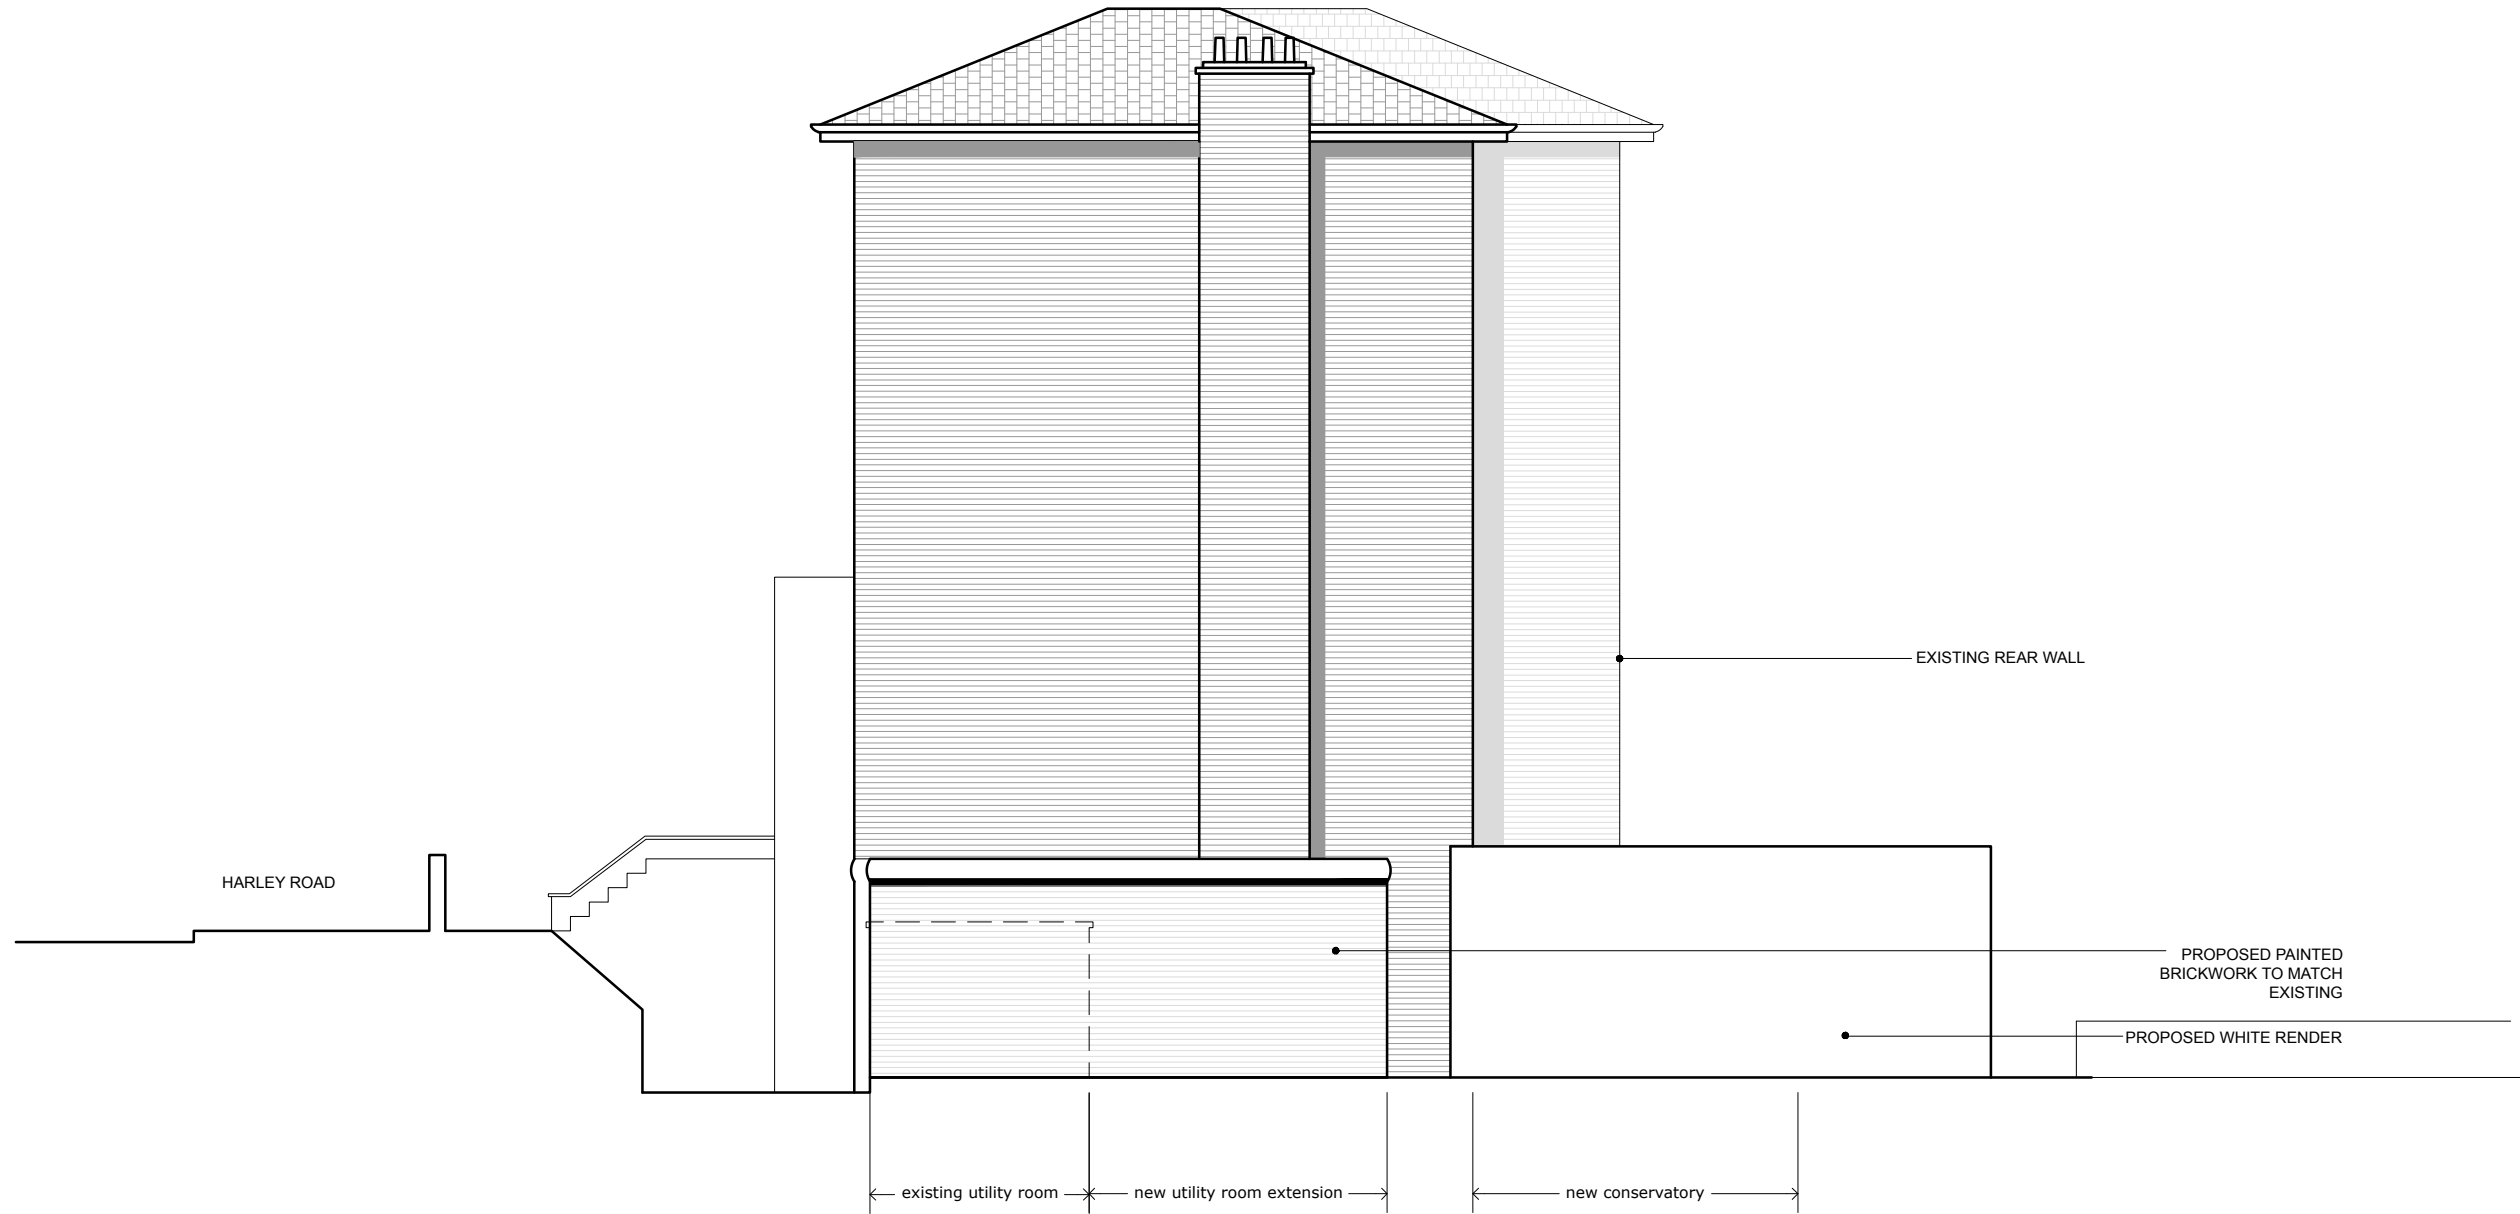 EXISTING REAR WALL
HARLEY ROAD
PROPOSED PAINTED
BRICKWORK TO MATCH
EXISTING
PROPOSED WHITE RENDER
existing utility room
new utility room extension
new conservatory